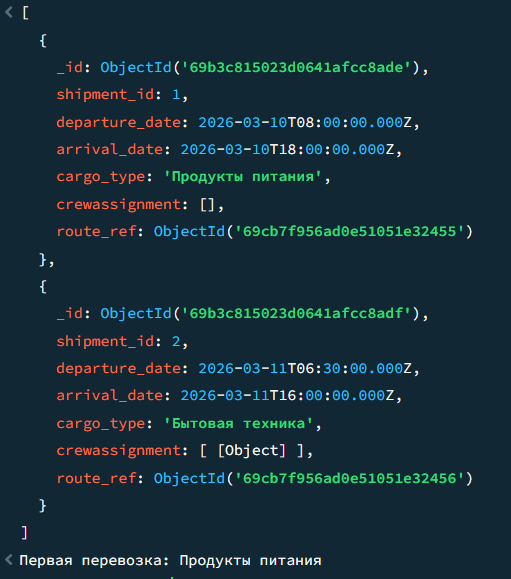 < [
{
_id: ObjectId('69b3c815023d0641afcc8ade'),
shipment_id: 1,
departure_date: 2026-03-10T08:00:00.000Z,
arrival_date: 2026-03-10T18:00:00.000Z,
cargo_type: 'Продукты питания',
crewassignment: [],
route_ref: ObjectId('69cb7f956ad0e51051e32455')
},
{
_id: ObjectId('69b3c815023d0641afcc8adf'),
shipment_id: 2,
departure_date: 2026-03-11T06:30:00.000Z,
arrival_date: 2026-03-11T16:00:00.000Z,
cargo_type: 'Бытовая техника',
crewassignment: [ [Object] ],
route_ref: ObjectId('69cb7f956ad0e51051e32456')
}
]
< Первая перевозка: Продукты питания